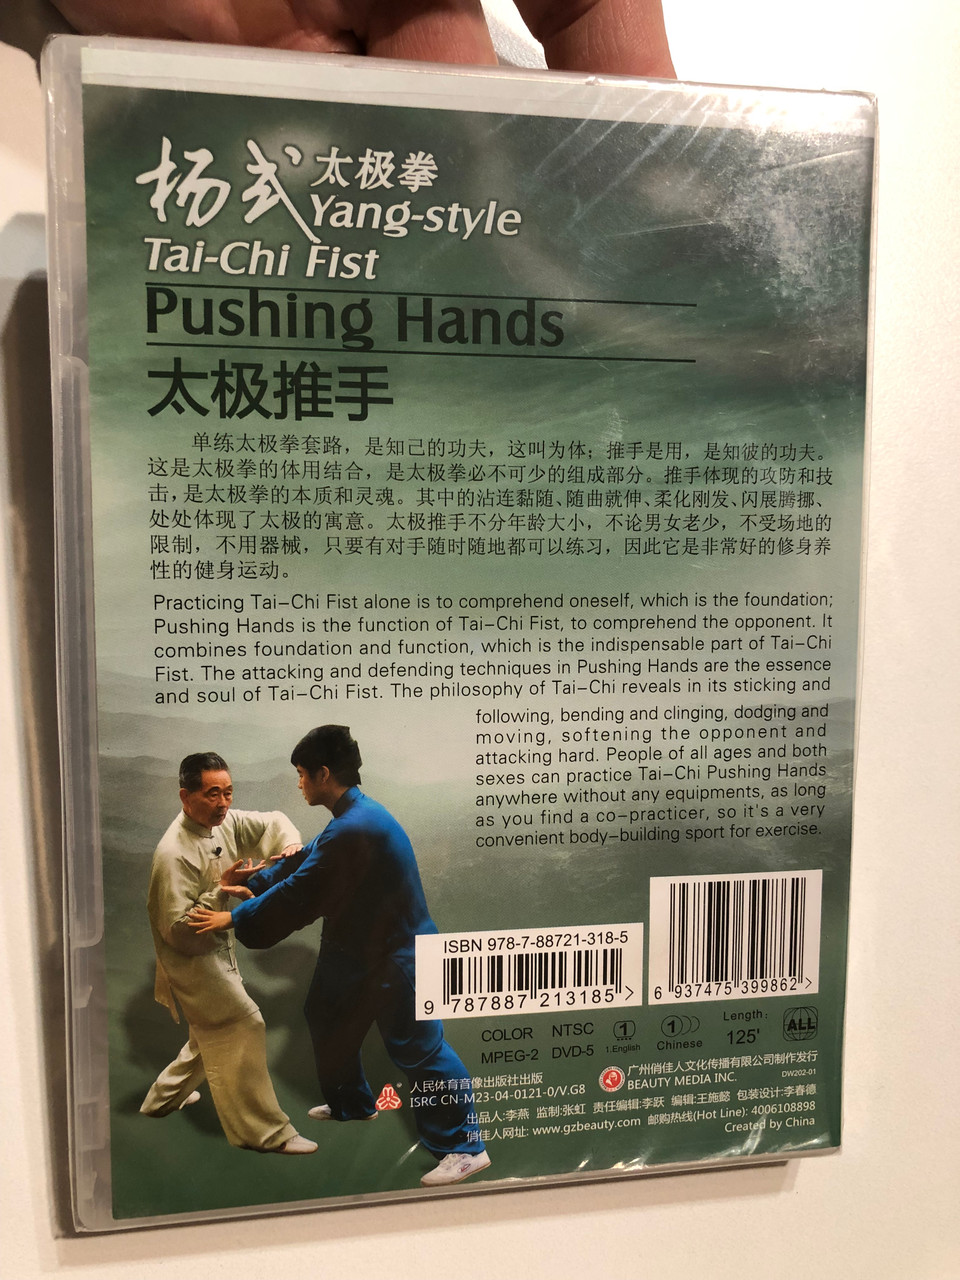 杨式太极拳
Yang-style
Tai-Chi Fist
Pushing Hands
太极推手
单练太极拳套路，是知己的功夫，这叫为体；推手是用，是知彼的功夫。
这是太极拳的体用结合，是太极拳必不可少的组成部分。推手体现的攻防和技
击，是太极拳的本质和灵魂。其中的沾连黏随、随曲就伸、柔化刚发、闪展腾挪、
处处体现了太极的寓意。太极推手不分年龄大小，不论男女老少，不受场地的
限制，不用器械，只要有对手随时随地都可以练习，因此它是非常好的修身养
性的健身运动。
Practicing Tai-Chi Fist alone is to comprehend oneself, which is the foundation;
Pushing Hands is the function of Tai-Chi Fist, to comprehend the opponent. It
combines foundation and function, which is the indispensable part of Tai-Chi
Fist. The attacking and defending techniques in Pushing Hands are the essence
and soul of Tai-Chi Fist. The philosophy of Tai-Chi reveals in its sticking and
following, bending and clinging, dodging and
moving, softening the opponent and
attacking hard. People of all ages and both
sexes can practice Tai-Chi Pushing Hands
anywhere without any equipments, as long
as you find a co-practicer, so it's a very
convenient body-building sport for exercise.
ISBN 978-7-88721-318-5
9 787887 213185 >
6 937475 399862 >
COLOR NTSC 1 1 Length: ALL
MPEG-2 DVD-5 1.English Chinese 125'
人民体育音像出版社出版
ISRC CN-M23-04-0121-0/V.G8
广州俏佳人文化传播有限公司制作发行
BEAUTY MEDIA INC. DW202-01
出品人:李燕 监制:张虹 责任编辑:李跃 编辑:王施懿 包装设计:李春德
俏佳人网址: www.gzbeauty.com 邮购热线(Hot Line): 4006108898
Created by China